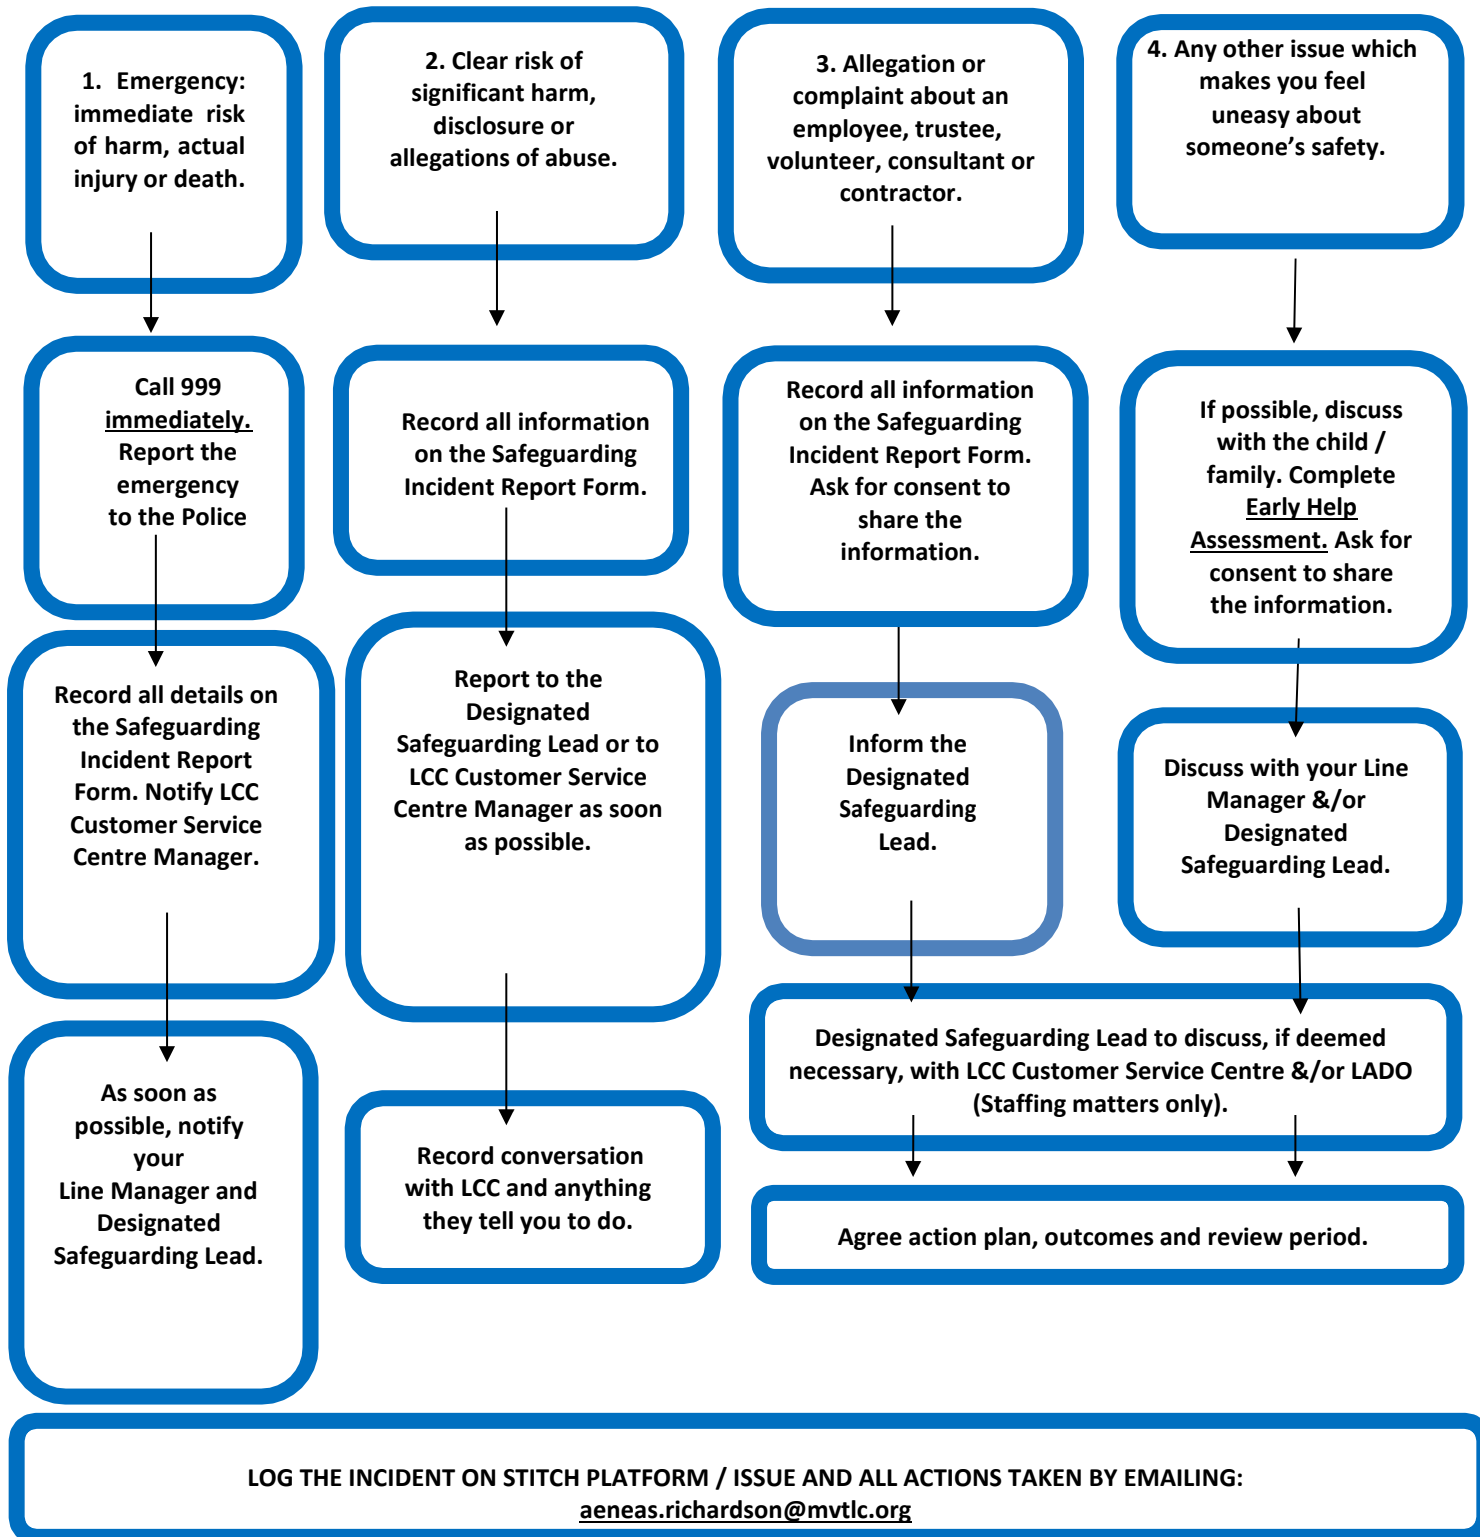 1. Emergency:
immediate risk
of harm, actual
injury or death.
2. Clear risk of
significant harm,
disclosure or
allegations of abuse.
3. Allegation or
complaint about an
employee, trustee,
volunteer, consultant or
contractor.
4. Any other issue which
makes you feel
uneasy about
someone’s safety.
Call 999
immediately.
Report the
emergency
to the Police
Record all information
on the Safeguarding
Incident Report Form.
Record all information
on the Safeguarding
Incident Report Form.
Ask for consent to
share the
information.
If possible, discuss
with the child /
family. Complete
Early Help
Assessment. Ask for
consent to share
the information.
Record all details on
the Safeguarding
Incident Report
Form. Notify LCC
Customer Service
Centre Manager.
Report to the
Designated
Safeguarding Lead or to
LCC Customer Service
Centre Manager as soon
as possible.
Inform the
Designated
Safeguarding
Lead.
Discuss with your Line
Manager &/or
Designated
Safeguarding Lead.
As soon as
possible, notify
your
Line Manager and
Designated
Safeguarding Lead.
Record conversation
with LCC and anything
they tell you to do.
Designated Safeguarding Lead to discuss, if deemed
necessary, with LCC Customer Service Centre &/or LADO
(Staffing matters only).
Agree action plan, outcomes and review period.
LOG THE INCIDENT ON STITCH PLATFORM / ISSUE AND ALL ACTIONS TAKEN BY EMAILING:
aeneas.richardson@mvtlc.org